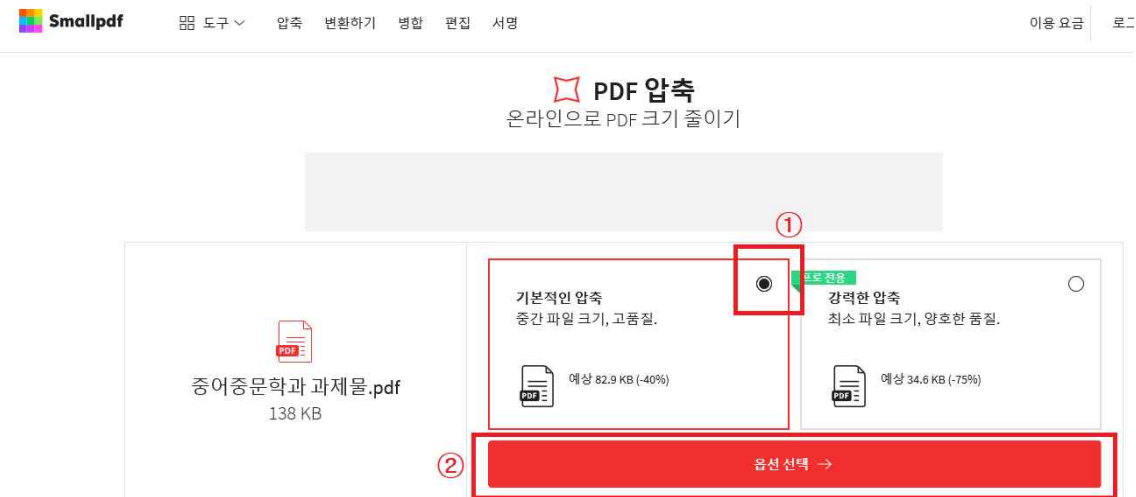 Smallpdf
도구 압축 변환하기 병합 편집 서명 이용 요금
PDF 압축
온라인으로 PDF 크기 줄이기
①
프로 전용
기본적인 압축
중간 파일 크기, 고품질.
예상 82.9 KB (-40%)
강력한 압축
최소 파일 크기, 양호한 품질.
예상 34.6 KB (-75%)
PDF
PDF
PDF
중어중문학과 과제물.pdf
138 KB
②
옵션 선택 →